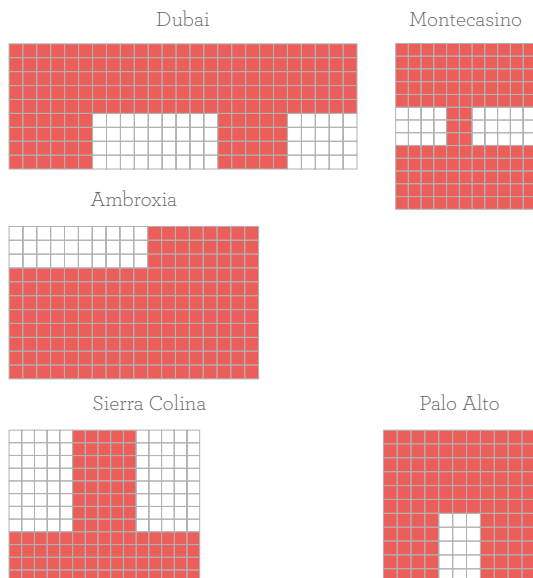 Dubai
Montecasino
Ambroxia
Sierra Colina
Palo Alto